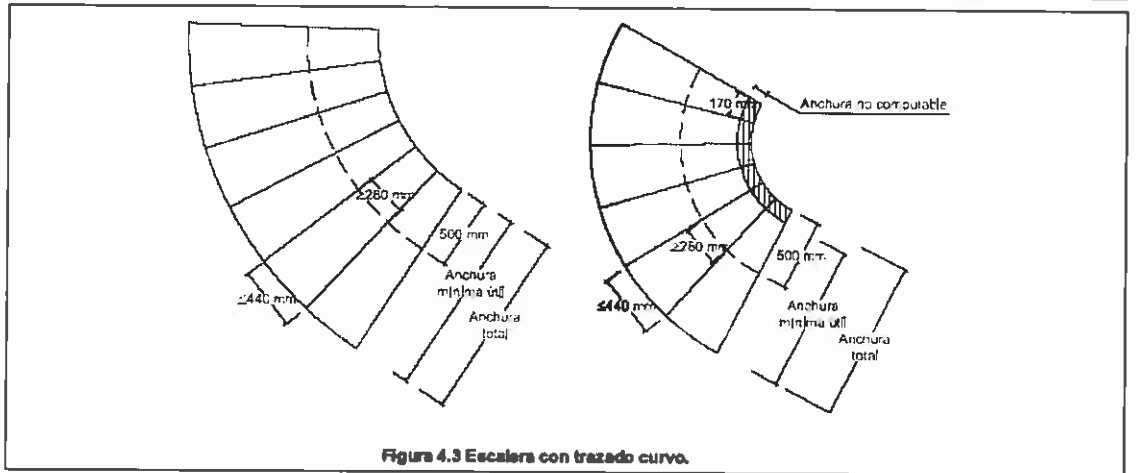 ≥280 mm
500 mm
Anchura
mínima útil
Anchura
total
≤440 mm
170 mm
Anchura no computable
≥280 mm
500 mm
Anchura
mínima útil
Anchura
total
≤440 mm
Figura 4.3 Escalera con trazado curvo.